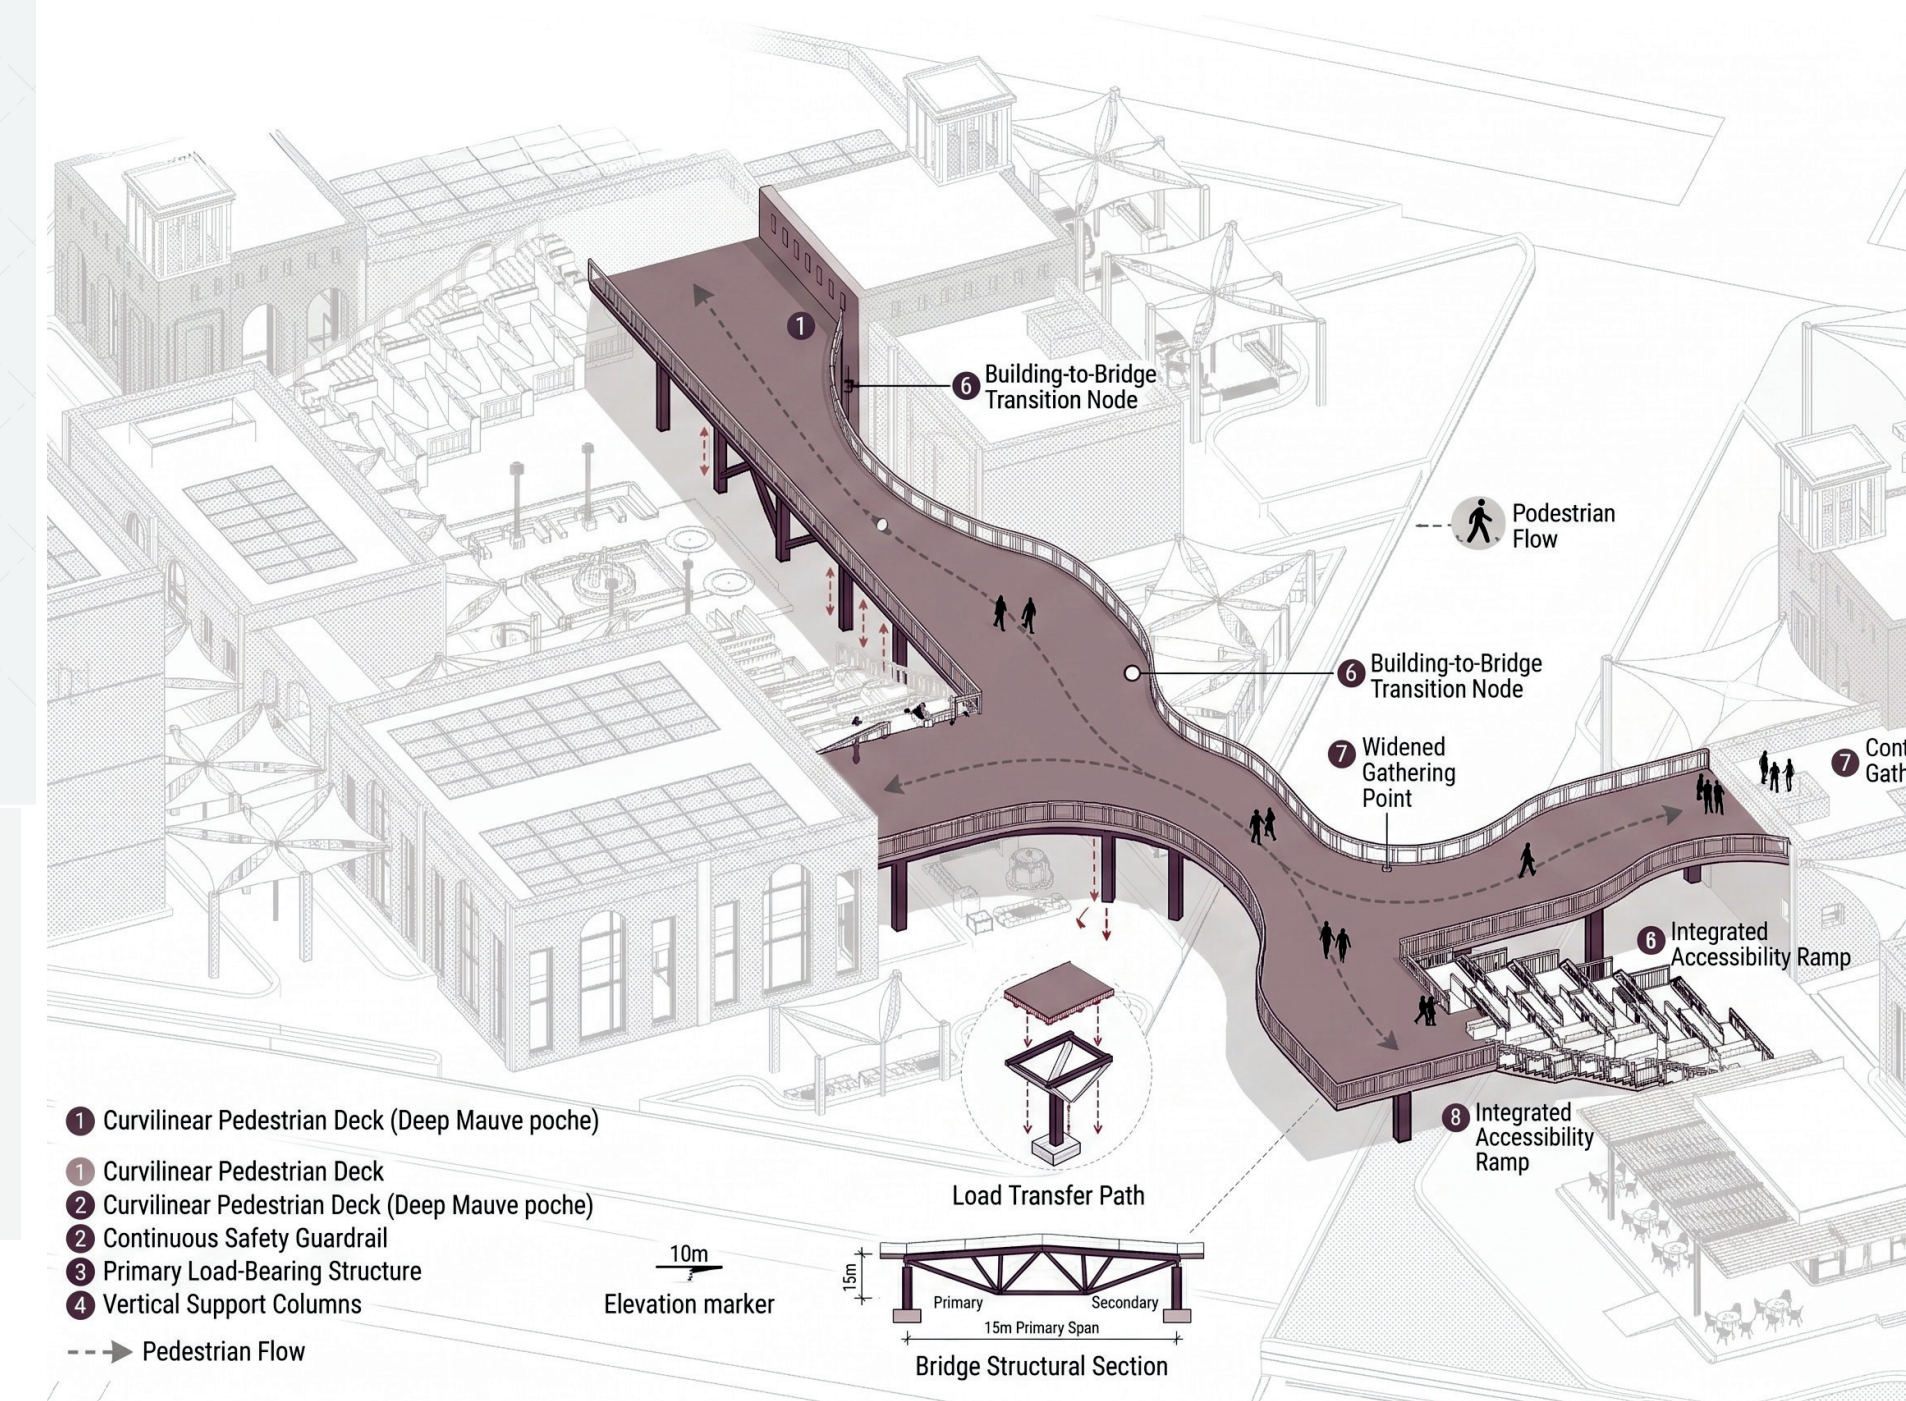 1
6 Building-to-Bridge
Transition Node
Podestrian
Flow
6 Building-to-Bridge
Transition Node
7 Widened
Gathering
Point
7 Cont
Gath
6 Integrated
Accessibility Ramp
8 Integrated
Accessibility
Ramp
Load Transfer Path
1 Curvilinear Pedestrian Deck (Deep Mauve poche)
1 Curvilinear Pedestrian Deck
2 Curvilinear Pedestrian Deck (Deep Mauve poche)
2 Continuous Safety Guardrail
3 Primary Load-Bearing Structure
4 Vertical Support Columns
Pedestrian Flow
10m
Elevation marker
15m
Primary
Secondary
15m Primary Span
Bridge Structural Section